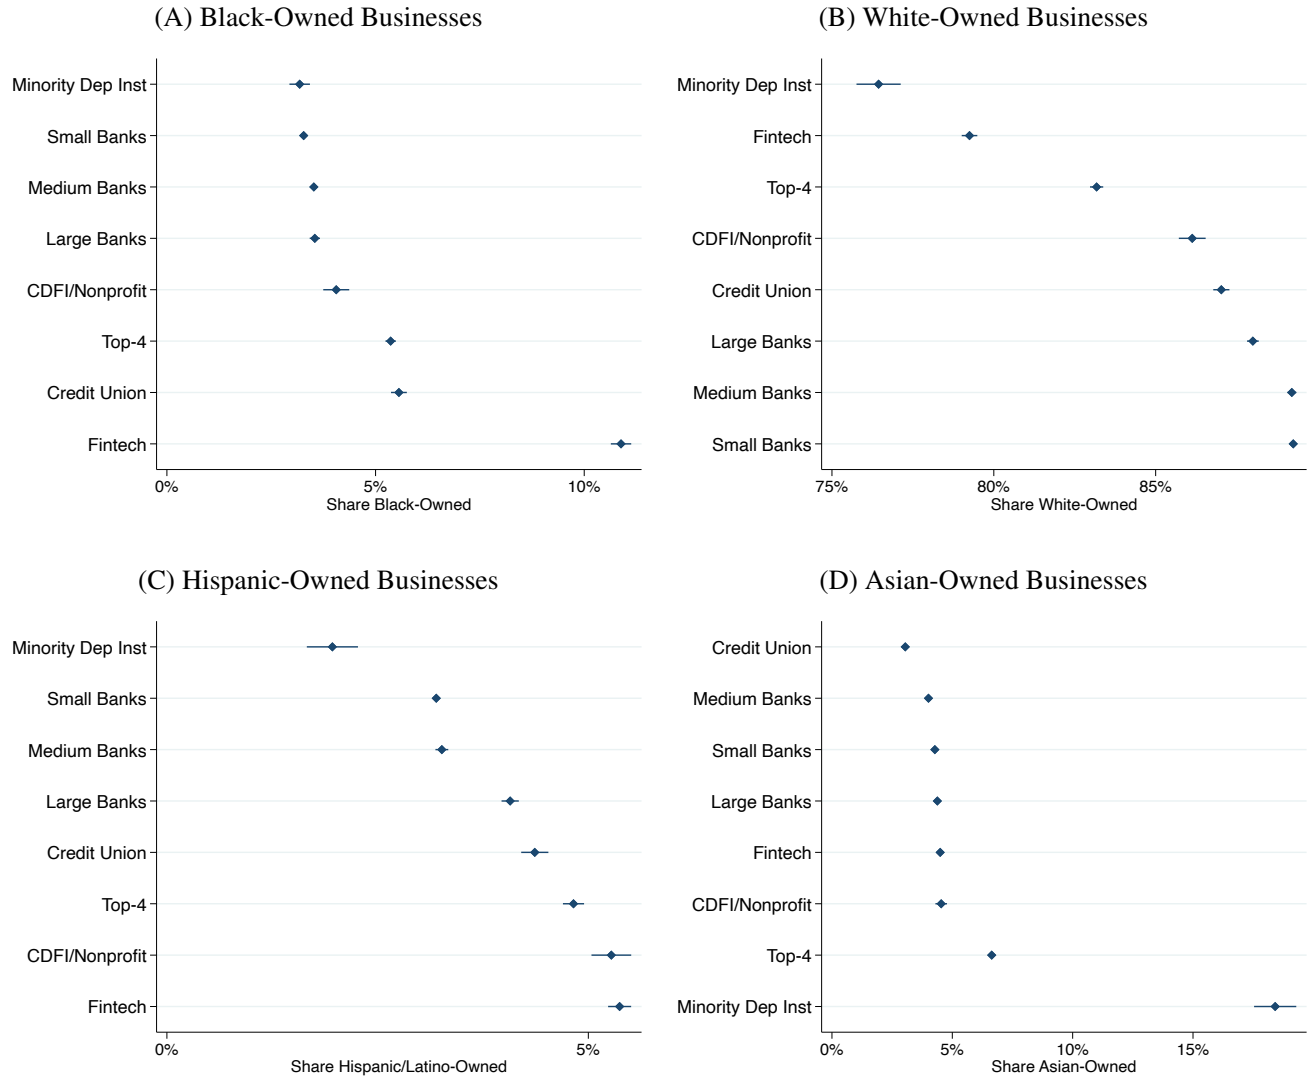 (A) Black-Owned Businesses
Minority Dep Inst
Small Banks
Medium Banks
Large Banks
CDFI/Nonprofit
Top-4
Credit Union
Fintech
0% 5% 10%
Share Black-Owned
(B) White-Owned Businesses
Minority Dep Inst
Fintech
Top-4
CDFI/Nonprofit
Credit Union
Large Banks
Medium Banks
Small Banks
75% 80% 85%
Share White-Owned
(C) Hispanic-Owned Businesses
Minority Dep Inst
Small Banks
Medium Banks
Large Banks
Credit Union
Top-4
CDFI/Nonprofit
Fintech
0% 5%
Share Hispanic/Latino-Owned
(D) Asian-Owned Businesses
Credit Union
Medium Banks
Small Banks
Large Banks
Fintech
CDFI/Nonprofit
Top-4
Minority Dep Inst
0% 5% 10% 15%
Share Asian-Owned